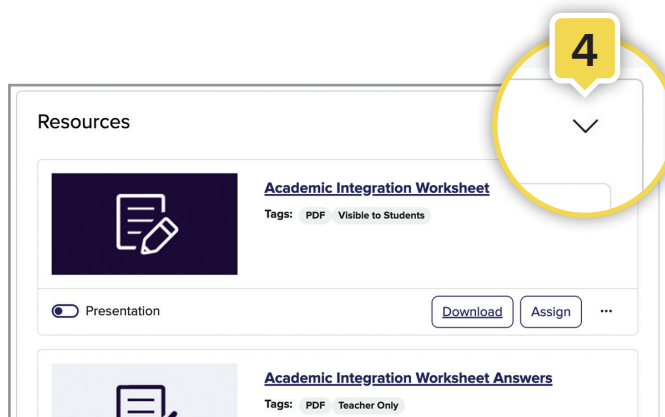 4
Resources
Academic Integration Worksheet
Tags: PDF Visible to Students
Presentation Download Assign ...
Academic Integration Worksheet Answers
Tags: PDF Teacher Only